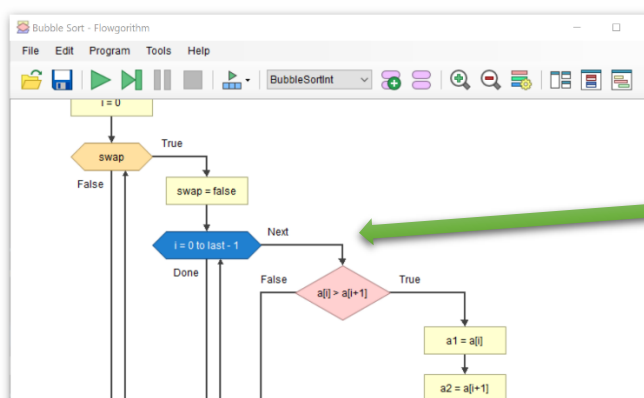 Bubble Sort - Flowgorithm
File Edit Program Tools Help
BubbleSortInt
i = 0
swap
True
False
swap = false
i = 0 to last - 1
Next
Done
False
a[i] > a[i+1]
True
a1 = a[i]
a2 = a[i+1]